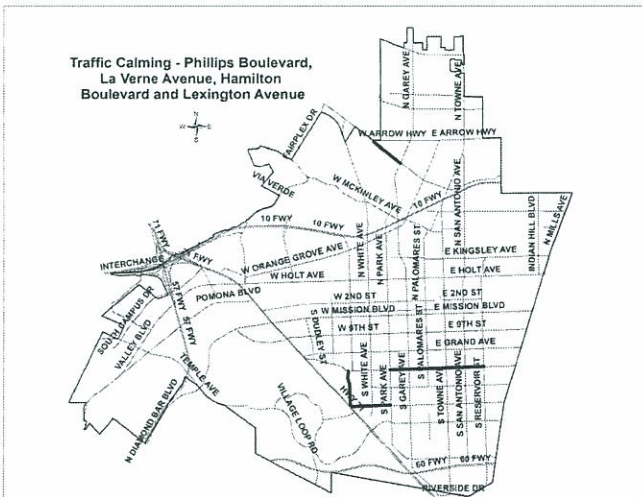 Traffic Calming - Phillips Boulevard,
La Verne Avenue, Hamilton
Boulevard and Lexington Avenue
N
W E
S
N GAREY AVE
N TOWNE AVE
FAIRPLEX DR
W ARROW HWY
E ARROW HWY
VIA VERDE
W MCKINLEY AVE
10 FWY
N SAN ANTONIO AVE
INDIAN HILL BLVD
N MILLS AVE
71 FWY
10 FWY
10 FWY
N WHITE AVE
N PARK AVE
N PALOMARES ST
E KINGSLEY AVE
INTERCHANGE
FWY
W ORANGE GROVE AVE
W HOLT AVE
E HOLT AVE
SOUTH CAMPUS DR
57 FWY
57 FWY
POMONA BLVD
W 2ND ST
E 2ND ST
W MISSION BLVD
E MISSION BLVD
VALLEY BLVD
S DUDLEY ST
W 9TH ST
S PALOMARES ST
E 9TH ST
E GRAND AVE
TEMPLE AVE
N DIAMOND BAR BLVD
VILLAGE LOOP RD
S WHITE AVE
S PARK AVE
S GAREY AVE
S TOWNE AVE
S SAN ANTONIO AVE
S RESERVOIR ST
60 FWY
60 FWY
RIVERSIDE DR